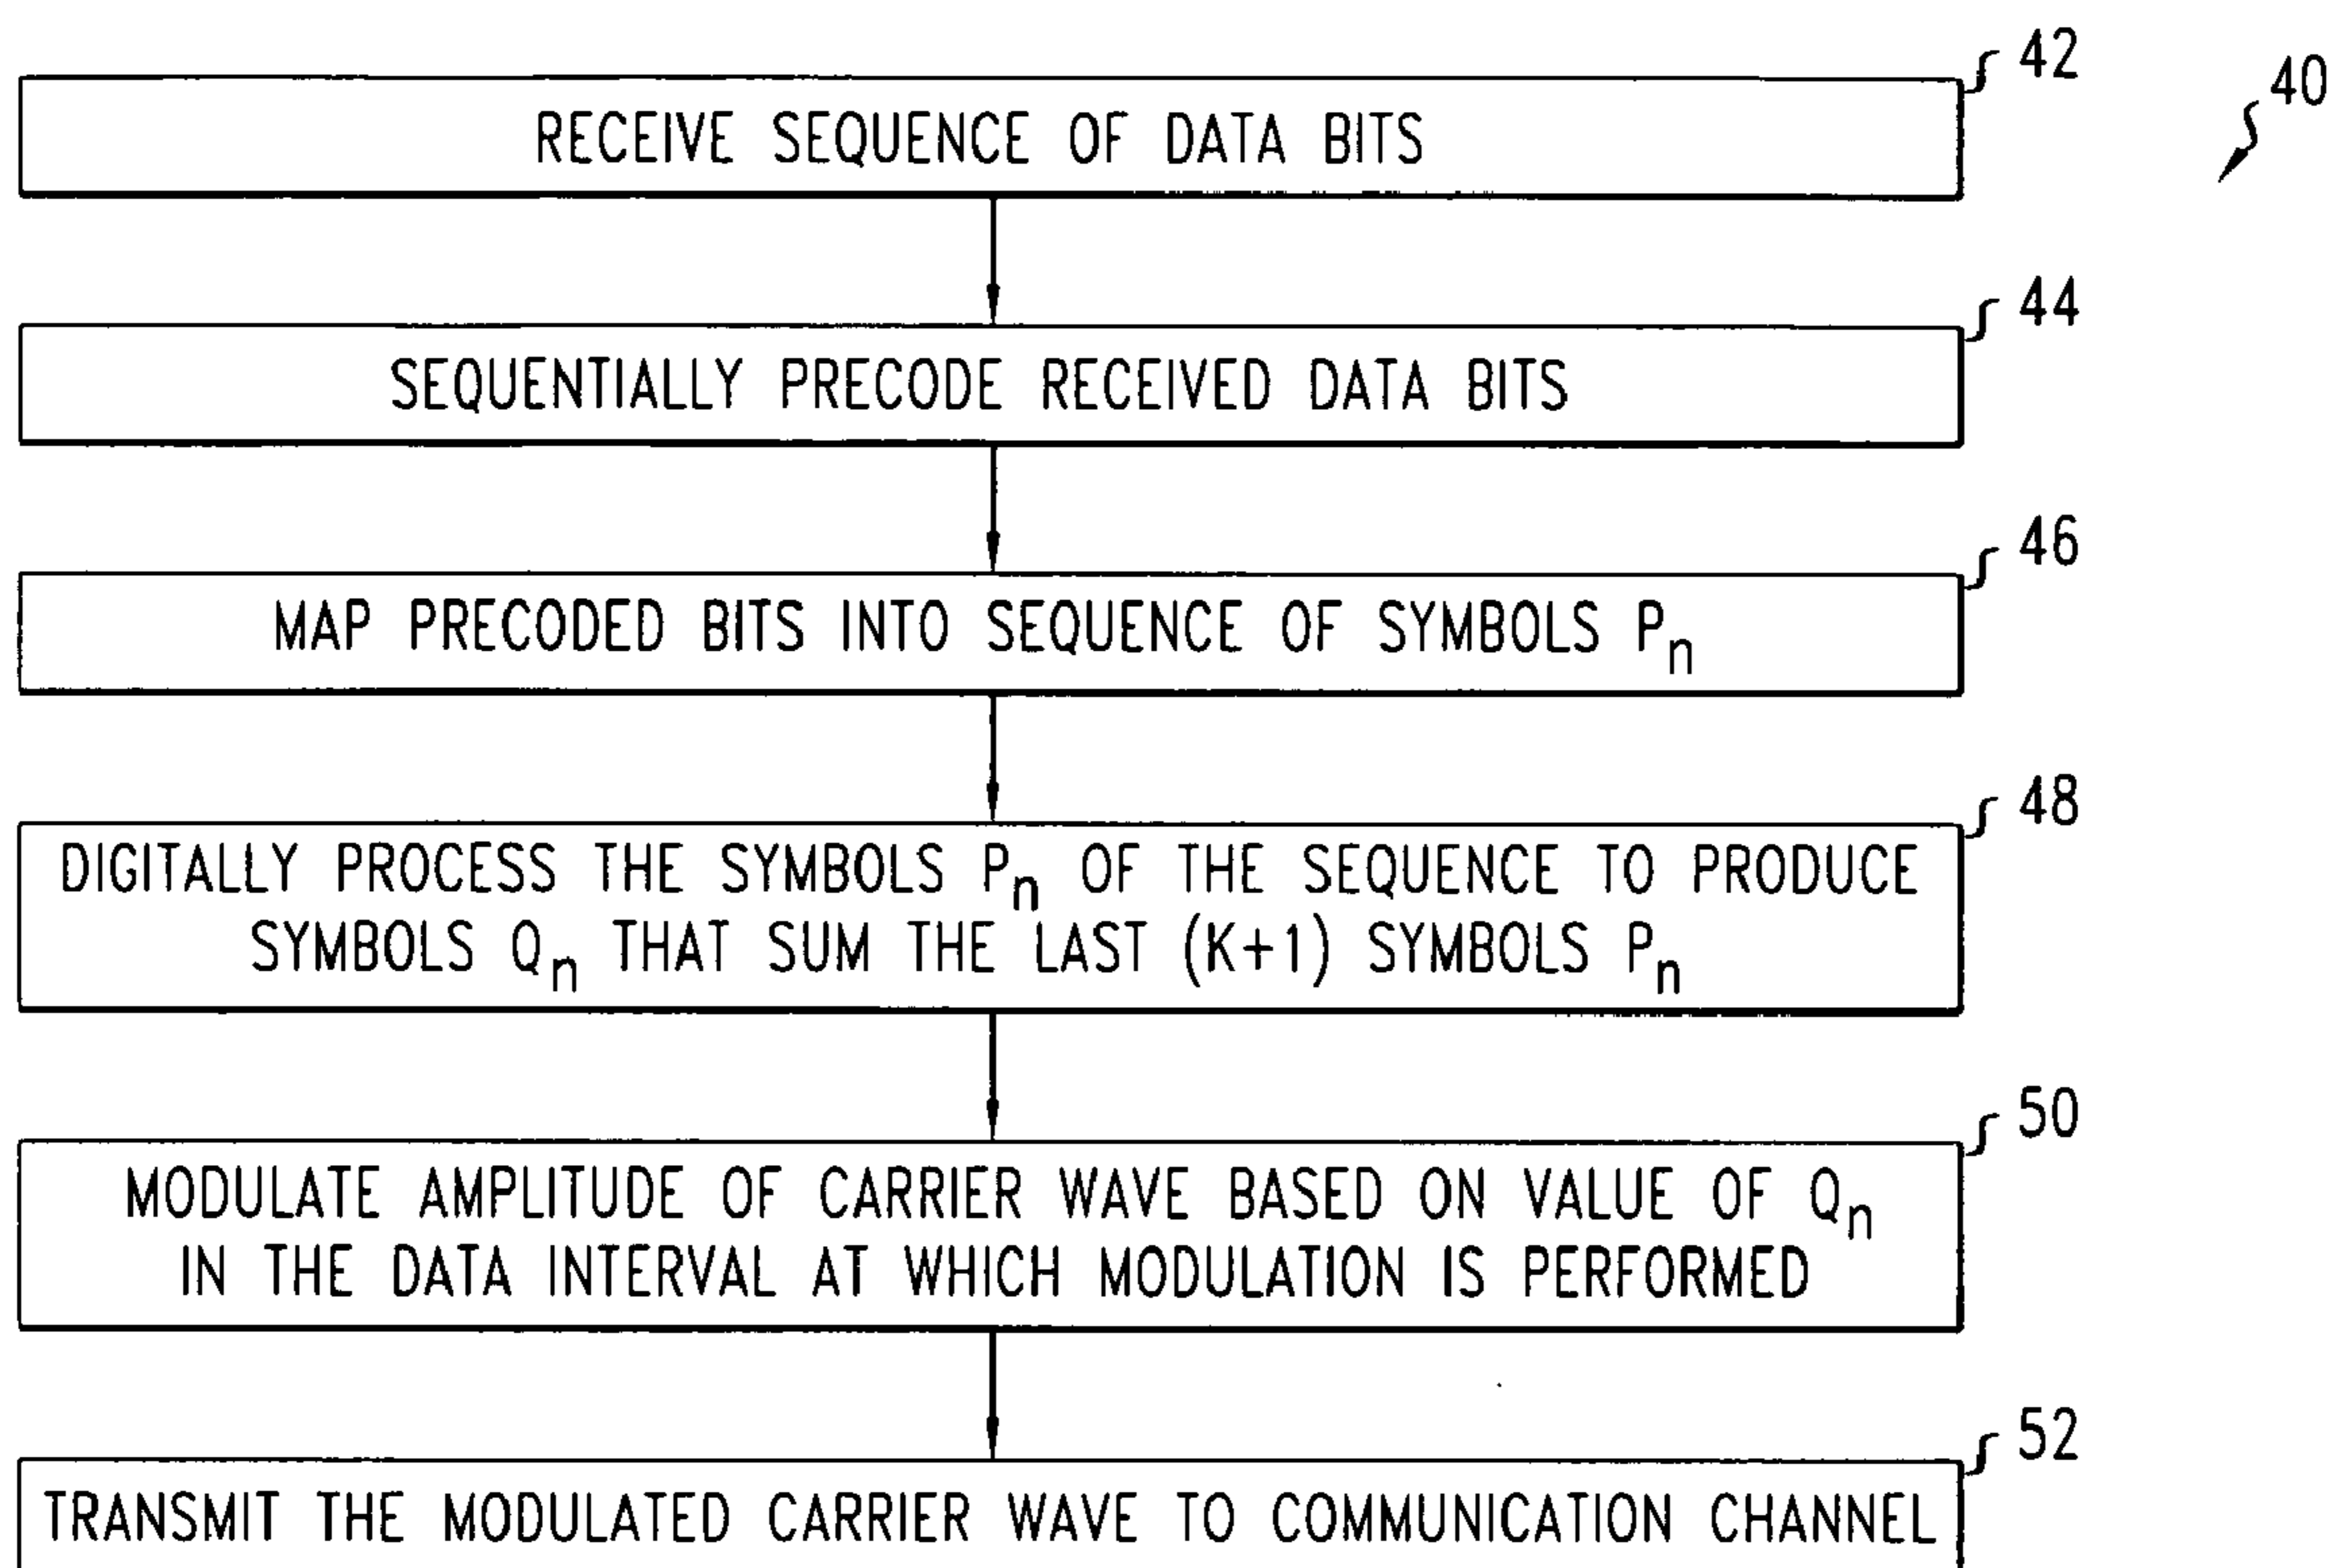 42
40
RECEIVE SEQUENCE OF DATA BITS
44
SEQUENTIALLY PRECODE RECEIVED DATA BITS
46
MAP PRECODED BITS INTO SEQUENCE OF SYMBOLS Pn
48
DIGITALLY PROCESS THE SYMBOLS Pn OF THE SEQUENCE TO PRODUCE
SYMBOLS Qn THAT SUM THE LAST (K+1) SYMBOLS Pn
50
MODULATE AMPLITUDE OF CARRIER WAVE BASED ON VALUE OF Qn
IN THE DATA INTERVAL AT WHICH MODULATION IS PERFORMED
52
TRANSMIT THE MODULATED CARRIER WAVE TO COMMUNICATION CHANNEL